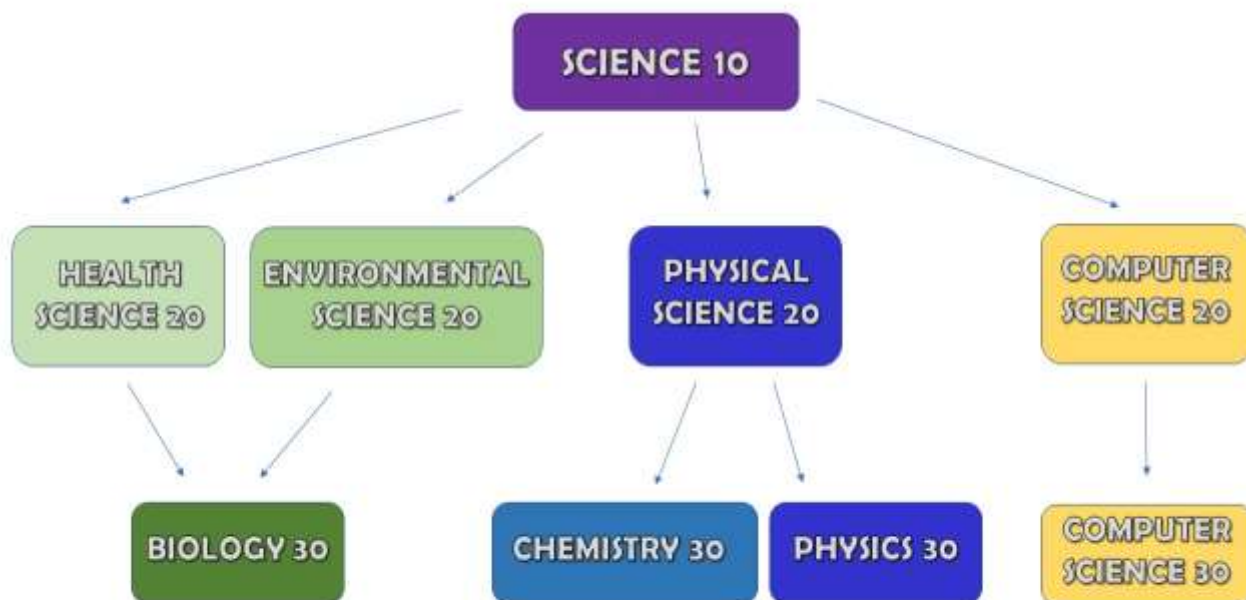 SCIENCE 10
HEALTH
SCIENCE 20
ENVIRONMENTAL
SCIENCE 20
PHYSICAL
SCIENCE 20
COMPUTER
SCIENCE 20
BIOLOGY 30
CHEMISTRY 30
PHYSICS 30
COMPUTER
SCIENCE 30